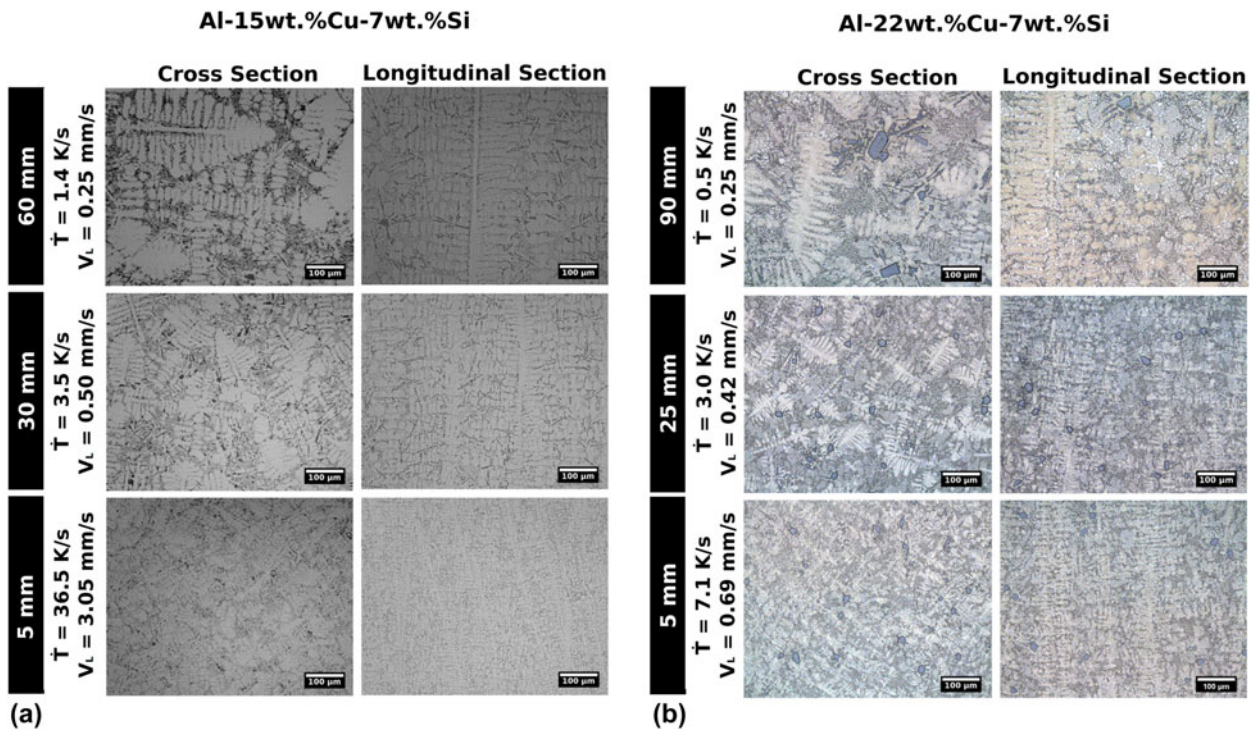 Al-15wt.%Cu-7wt.%Si
Cross Section
Longitudinal Section
60 mm
Ṫ = 1.4 K/s
V_L = 0.25 mm/s
100 µm
100 µm
30 mm
Ṫ = 3.5 K/s
V_L = 0.50 mm/s
100 µm
100 µm
5 mm
Ṫ = 36.5 K/s
V_L = 3.05 mm/s
100 µm
100 µm
(a)
Al-22wt.%Cu-7wt.%Si
Cross Section
Longitudinal Section
90 mm
Ṫ = 0.5 K/s
V_L = 0.25 mm/s
100 µm
100 µm
25 mm
Ṫ = 3.0 K/s
V_L = 0.42 mm/s
100 µm
100 µm
5 mm
Ṫ = 7.1 K/s
V_L = 0.69 mm/s
100 µm
100 µm
(b)